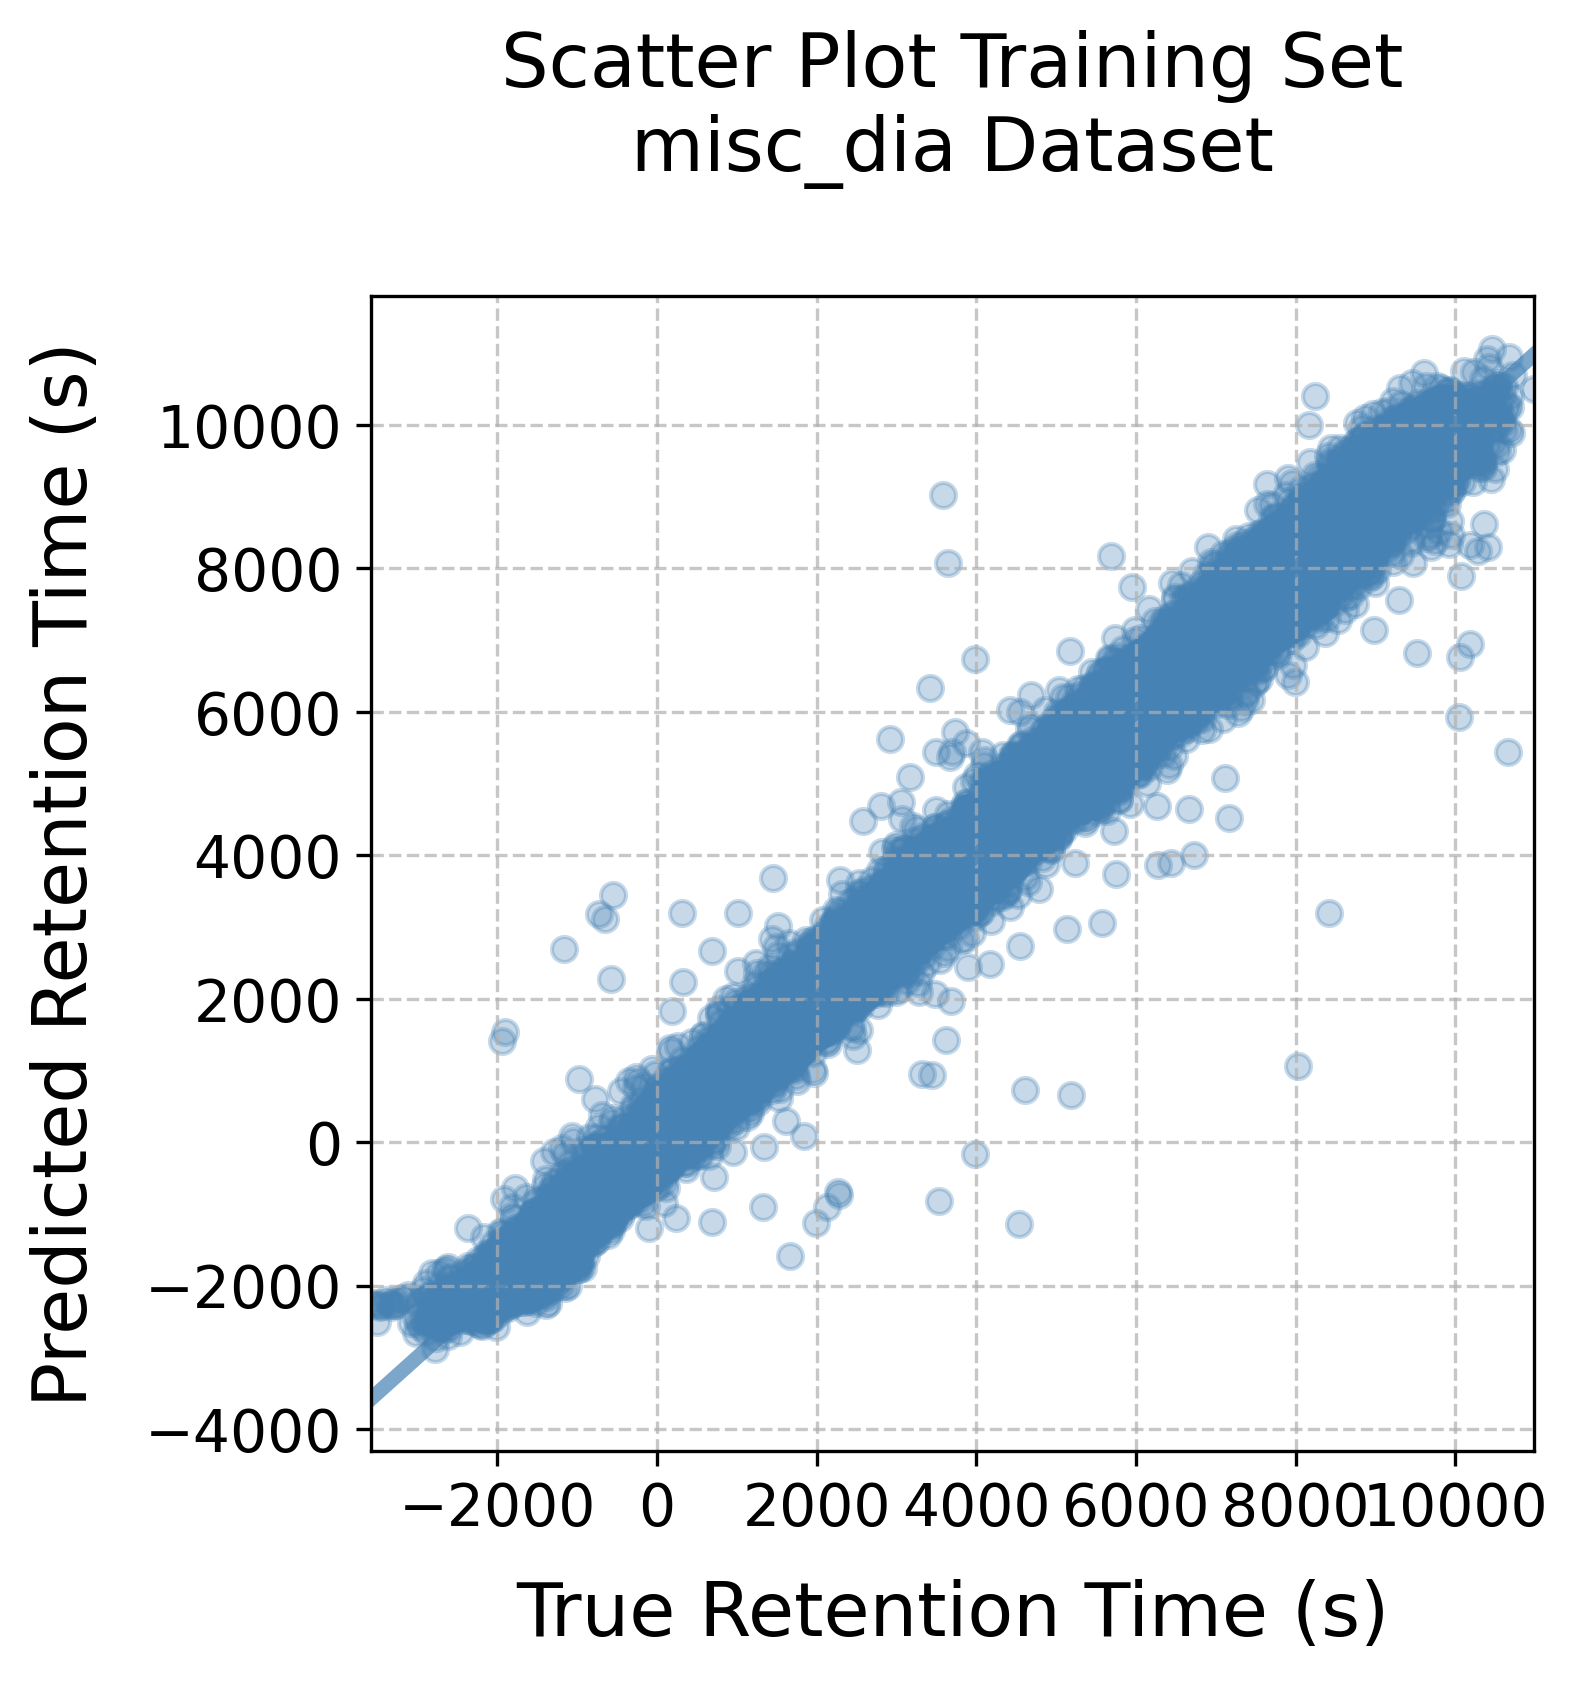 Scatter Plot Training Set
misc_dia Dataset
Predicted Retention Time (s)
10000
8000
6000
4000
2000
0
−2000
−4000
−2000 0 2000 4000 6000 8000 10000
True Retention Time (s)